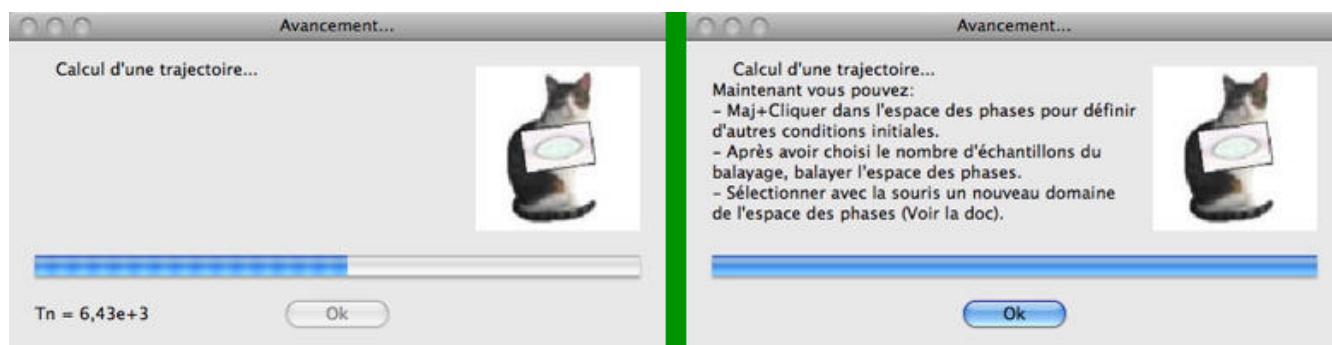 Avancement...
Calcul d'une trajectoire...
Tn = 6,43e+3
Ok
Avancement...
Calcul d'une trajectoire...
Maintenant vous pouvez:
- Maj+Cliquer dans l'espace des phases pour définir
d'autres conditions initiales.
- Après avoir choisi le nombre d'échantillons du
balayage, balayer l'espace des phases.
- Sélectionner avec la souris un nouveau domaine
de l'espace des phases (Voir la doc).
Ok